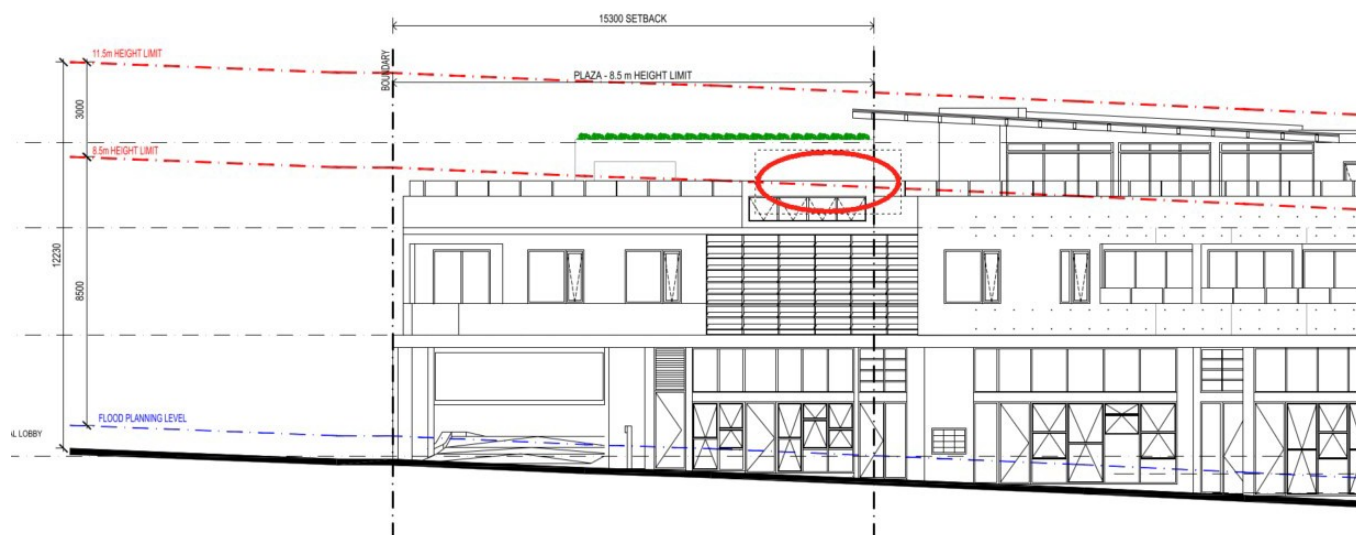 15300 SETBACK
11.5m HEIGHT LIMIT
BOUNDARY
PLAZA - 8.5 m HEIGHT LIMIT
3000
8.5m HEIGHT LIMIT
12230
8500
FLOOD PLANNING LEVEL
AL LOBBY